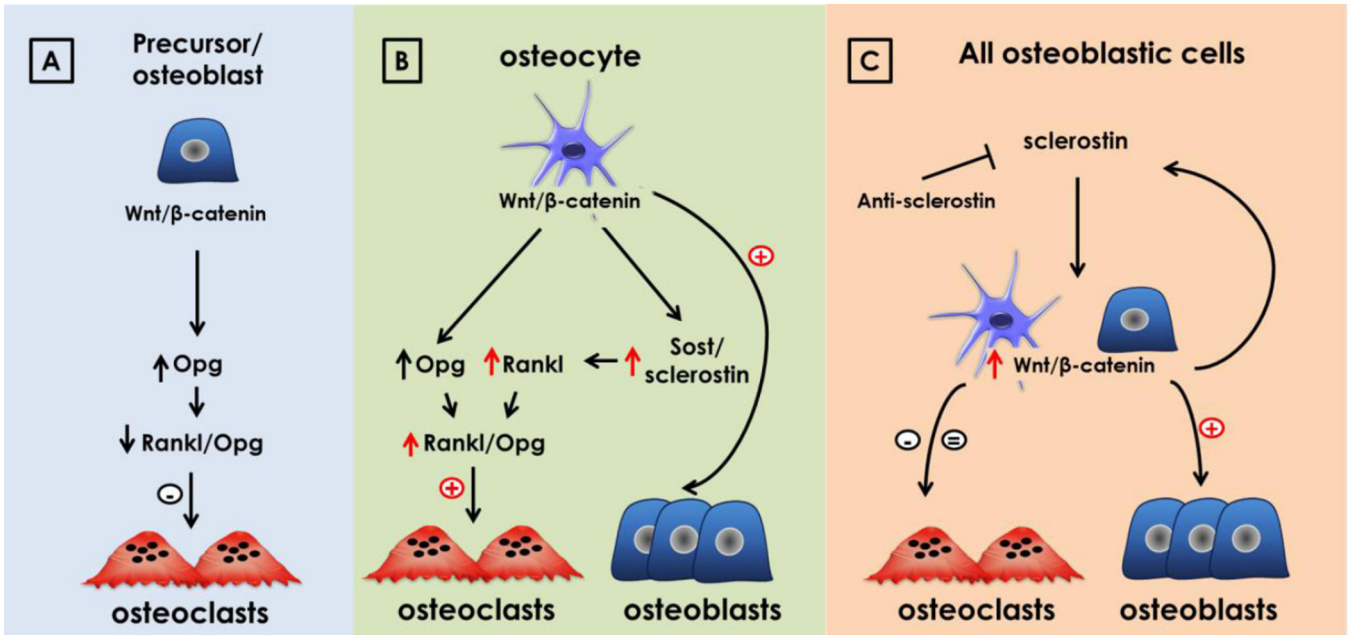 A
Precursor/
osteoblast
Wnt/β-catenin
↑ Opg
↓ Rankl/Opg
-
osteoclasts
B
osteocyte
Wnt/β-catenin
+
↑ Opg ↑ Rankl ← ↑ Sost/
sclerostin
↑ Rankl/Opg
+
osteoclasts osteoblasts
C
All osteoblastic cells
sclerostin
Anti-sclerostin
↑ Wnt/β-catenin
- = +
osteoclasts osteoblasts